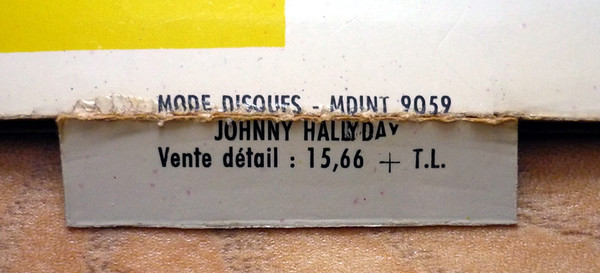 MODE DISQUES - MDINT 9059
JOHNNY HALLYDAY
Vente détail : 15,66 + T.L.